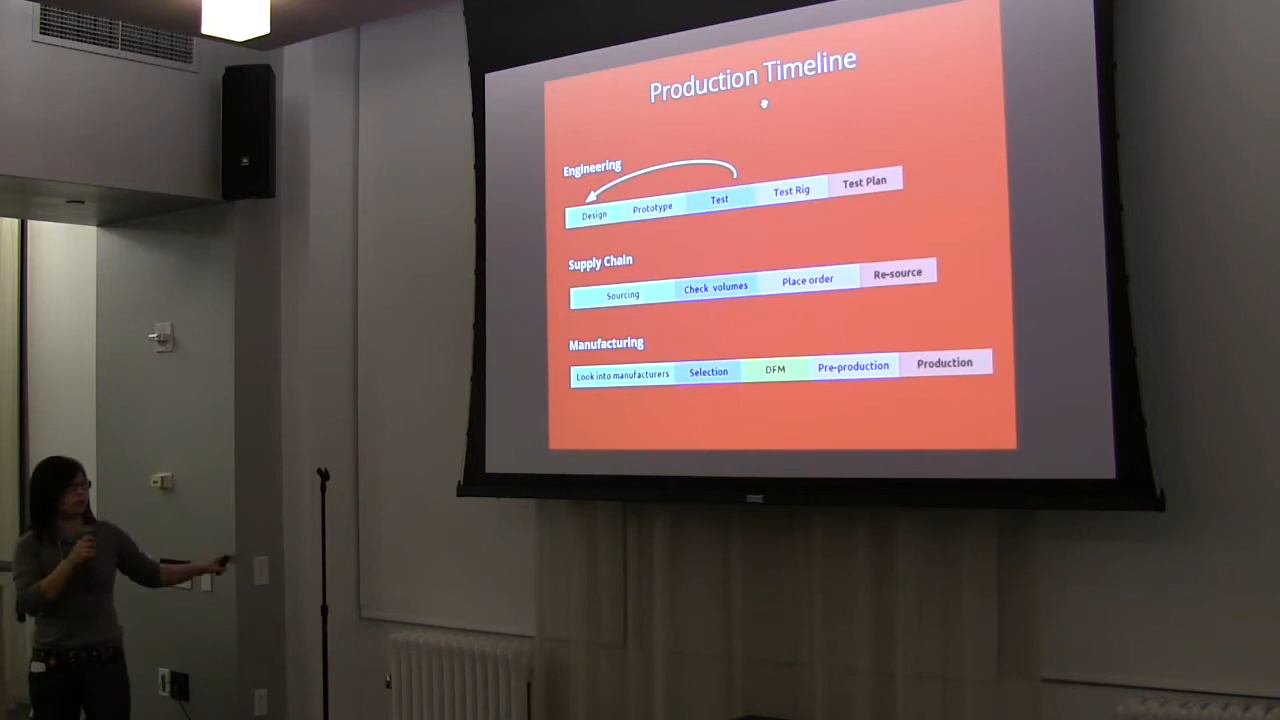 Production Timeline
Engineering
Design Prototype Test Test Rig Test Plan
Supply Chain
Sourcing Check volumes Place order Re-source
Manufacturing
Look into manufacturers Selection DFM Pre-production Production